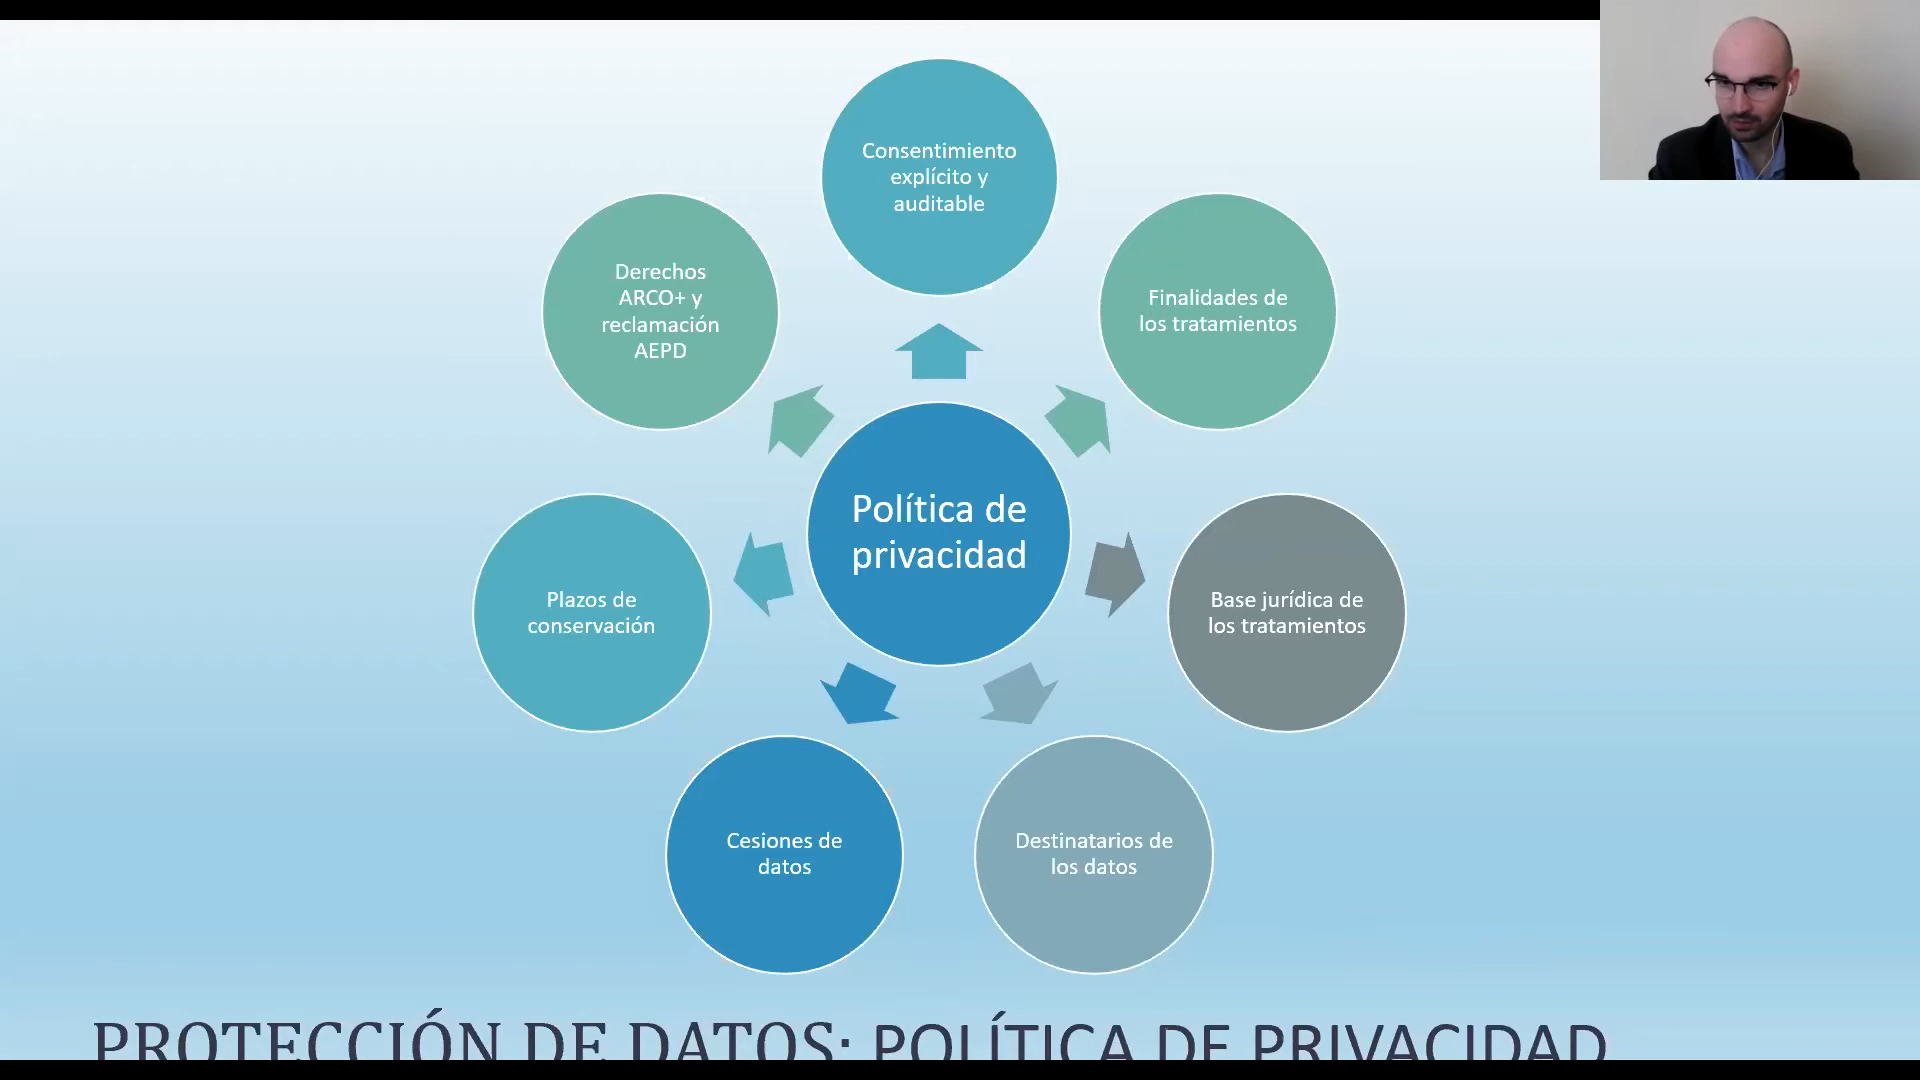 Consentimiento
explícito y
auditable
Finalidades de
los tratamientos
Base jurídica de
los tratamientos
Destinatarios de
los datos
Cesiones de
datos
Plazos de
conservación
Derechos
ARCO+ y
reclamación
AEPD
Política de
privacidad
PROTECCIÓN DE DATOS: POLÍTICA DE PRIVACIDAD